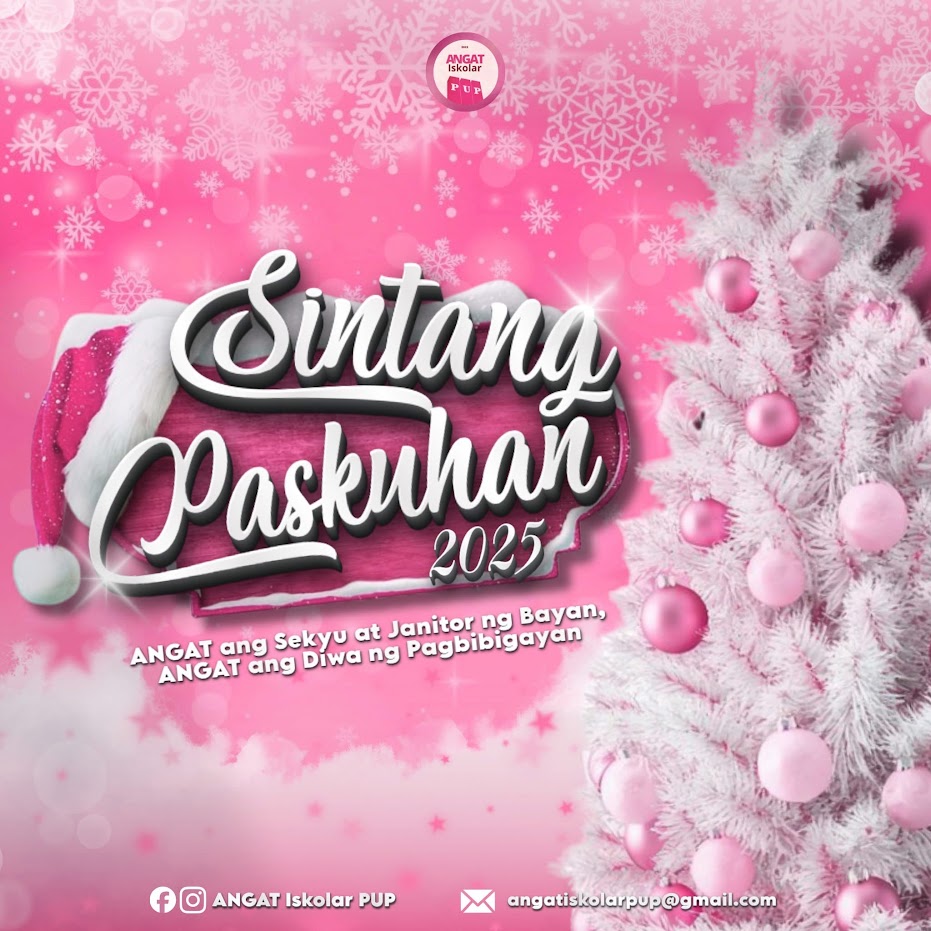 ANGAT
Iskolar
PUP
Sintang
Paskuhan
2025
ANGAT ang Sekyu at Janitor ng Bayan,
ANGAT ang Diwa ng Pagbibigayan
ANGAT Iskolar PUP
angatiskolarpup@gmail.com